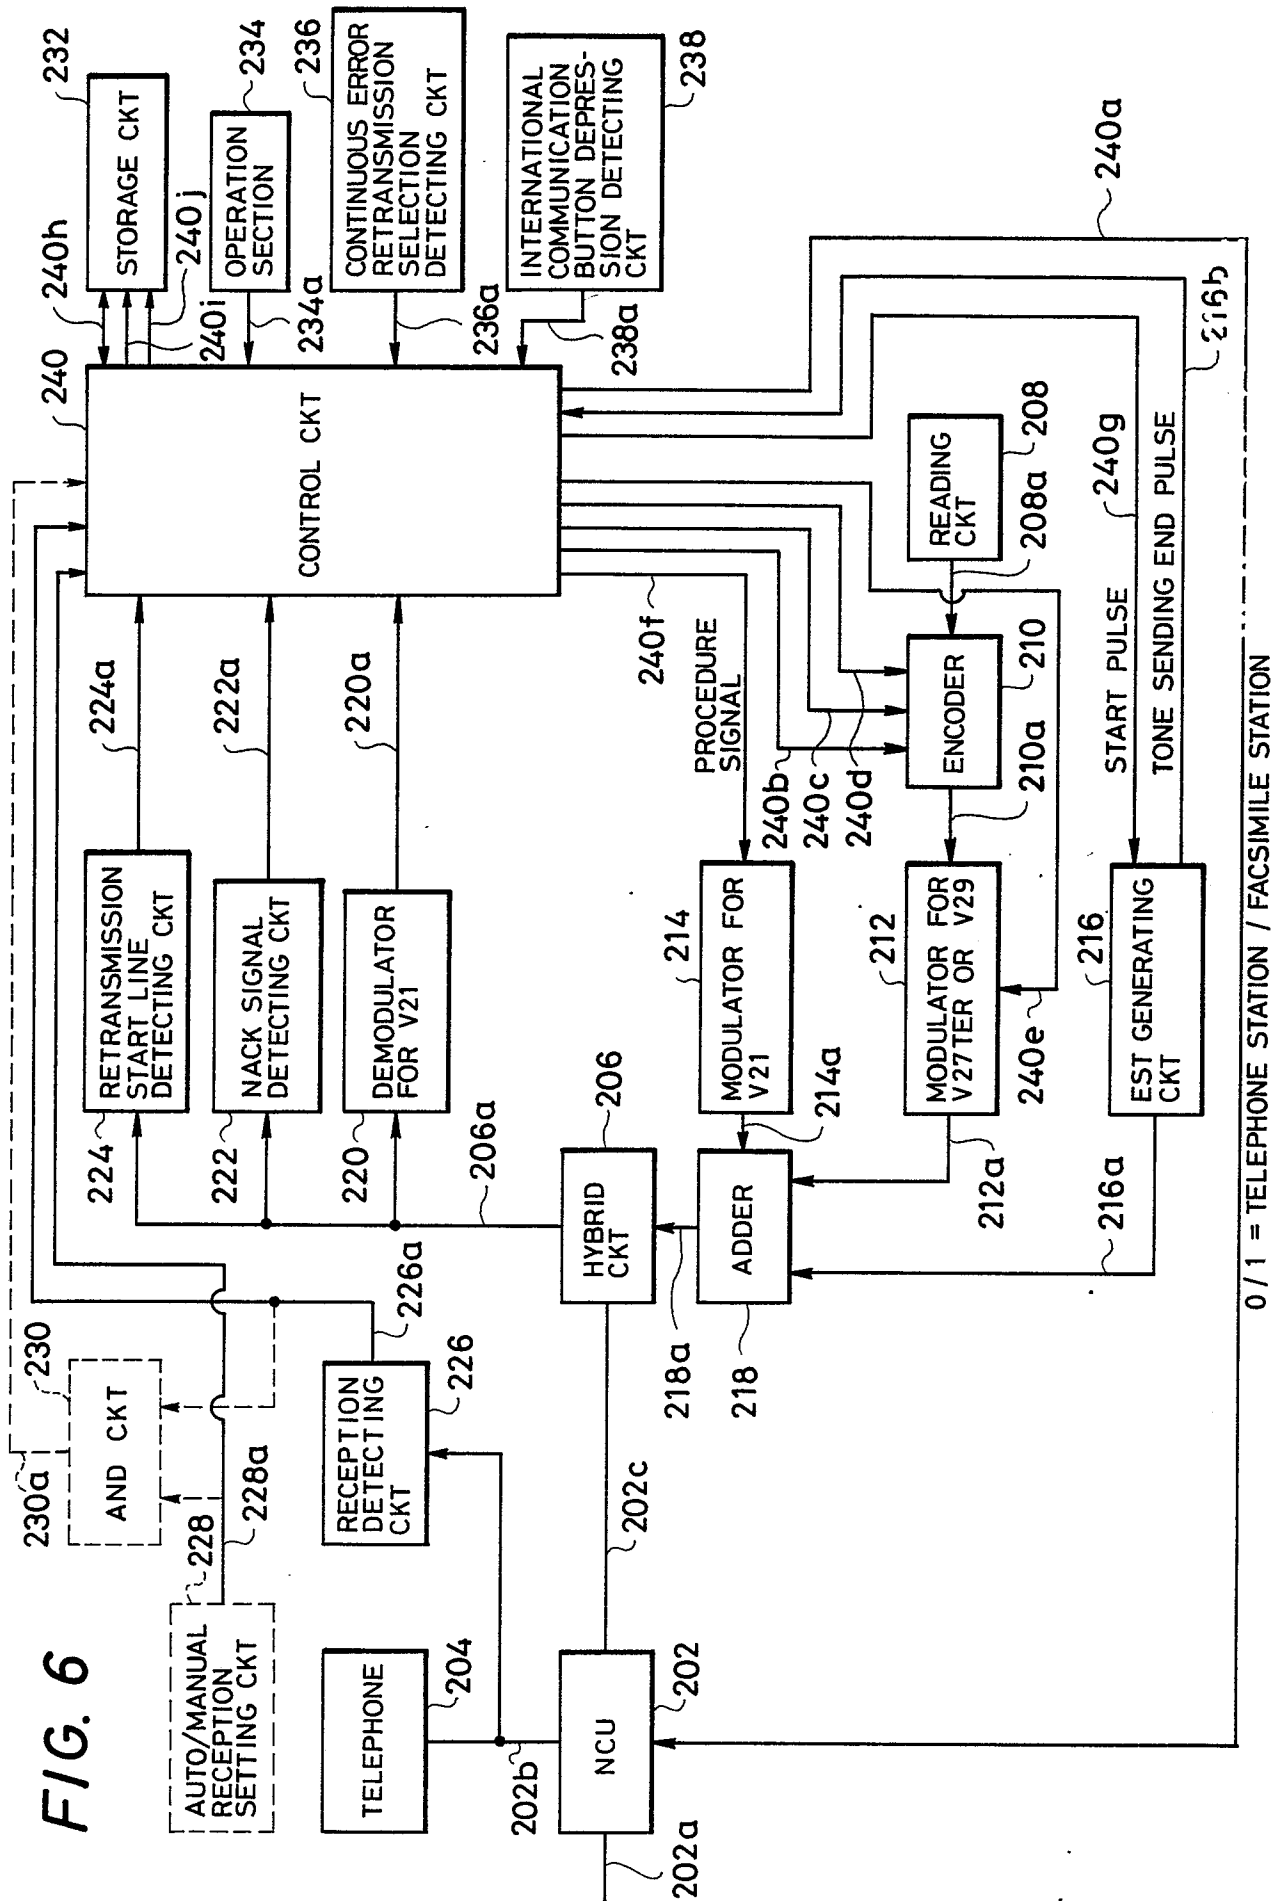 FIG. 6
AUTO/MANUAL
RECEPTION
SETTING CKT
228
228a
230a
230
AND CKT
TELEPHONE
204
202b
NCU
202
202a
202c
RECEPTION
DETECTING
CKT
226
226a
224
RETRANSMISSION
START LINE
DETECTING CKT
224a
222
NACK SIGNAL
DETECTING CKT
222a
220
DEMODULATOR
FOR V21
220a
206a
HYBRID
CKT
206
218a
ADDER
218
214a
MODULATOR FOR
V21
214
PROCEDURE
SIGNAL
240f
212a
MODULATOR FOR
V27TER OR V29
212
240e
210a
ENCODER
210
240b
240c
240d
READING
CKT
208
208a
216a
EST GENERATING
CKT
216
START PULSE
240g
TONE SENDING END PULSE
216b
0/1 = TELEPHONE STATION / FACSIMILE STATION
240a
CONTROL CKT
240
240h
240i
240j
STORAGE CKT
232
OPERATION
SECTION
234
234a
CONTINUOUS ERROR
RETRANSMISSION
SELECTION
DETECTING CKT
236
236a
INTERNATIONAL
COMMUNICATION
BUTTON DEPRES-
SION DETECTING
CKT
238
238a